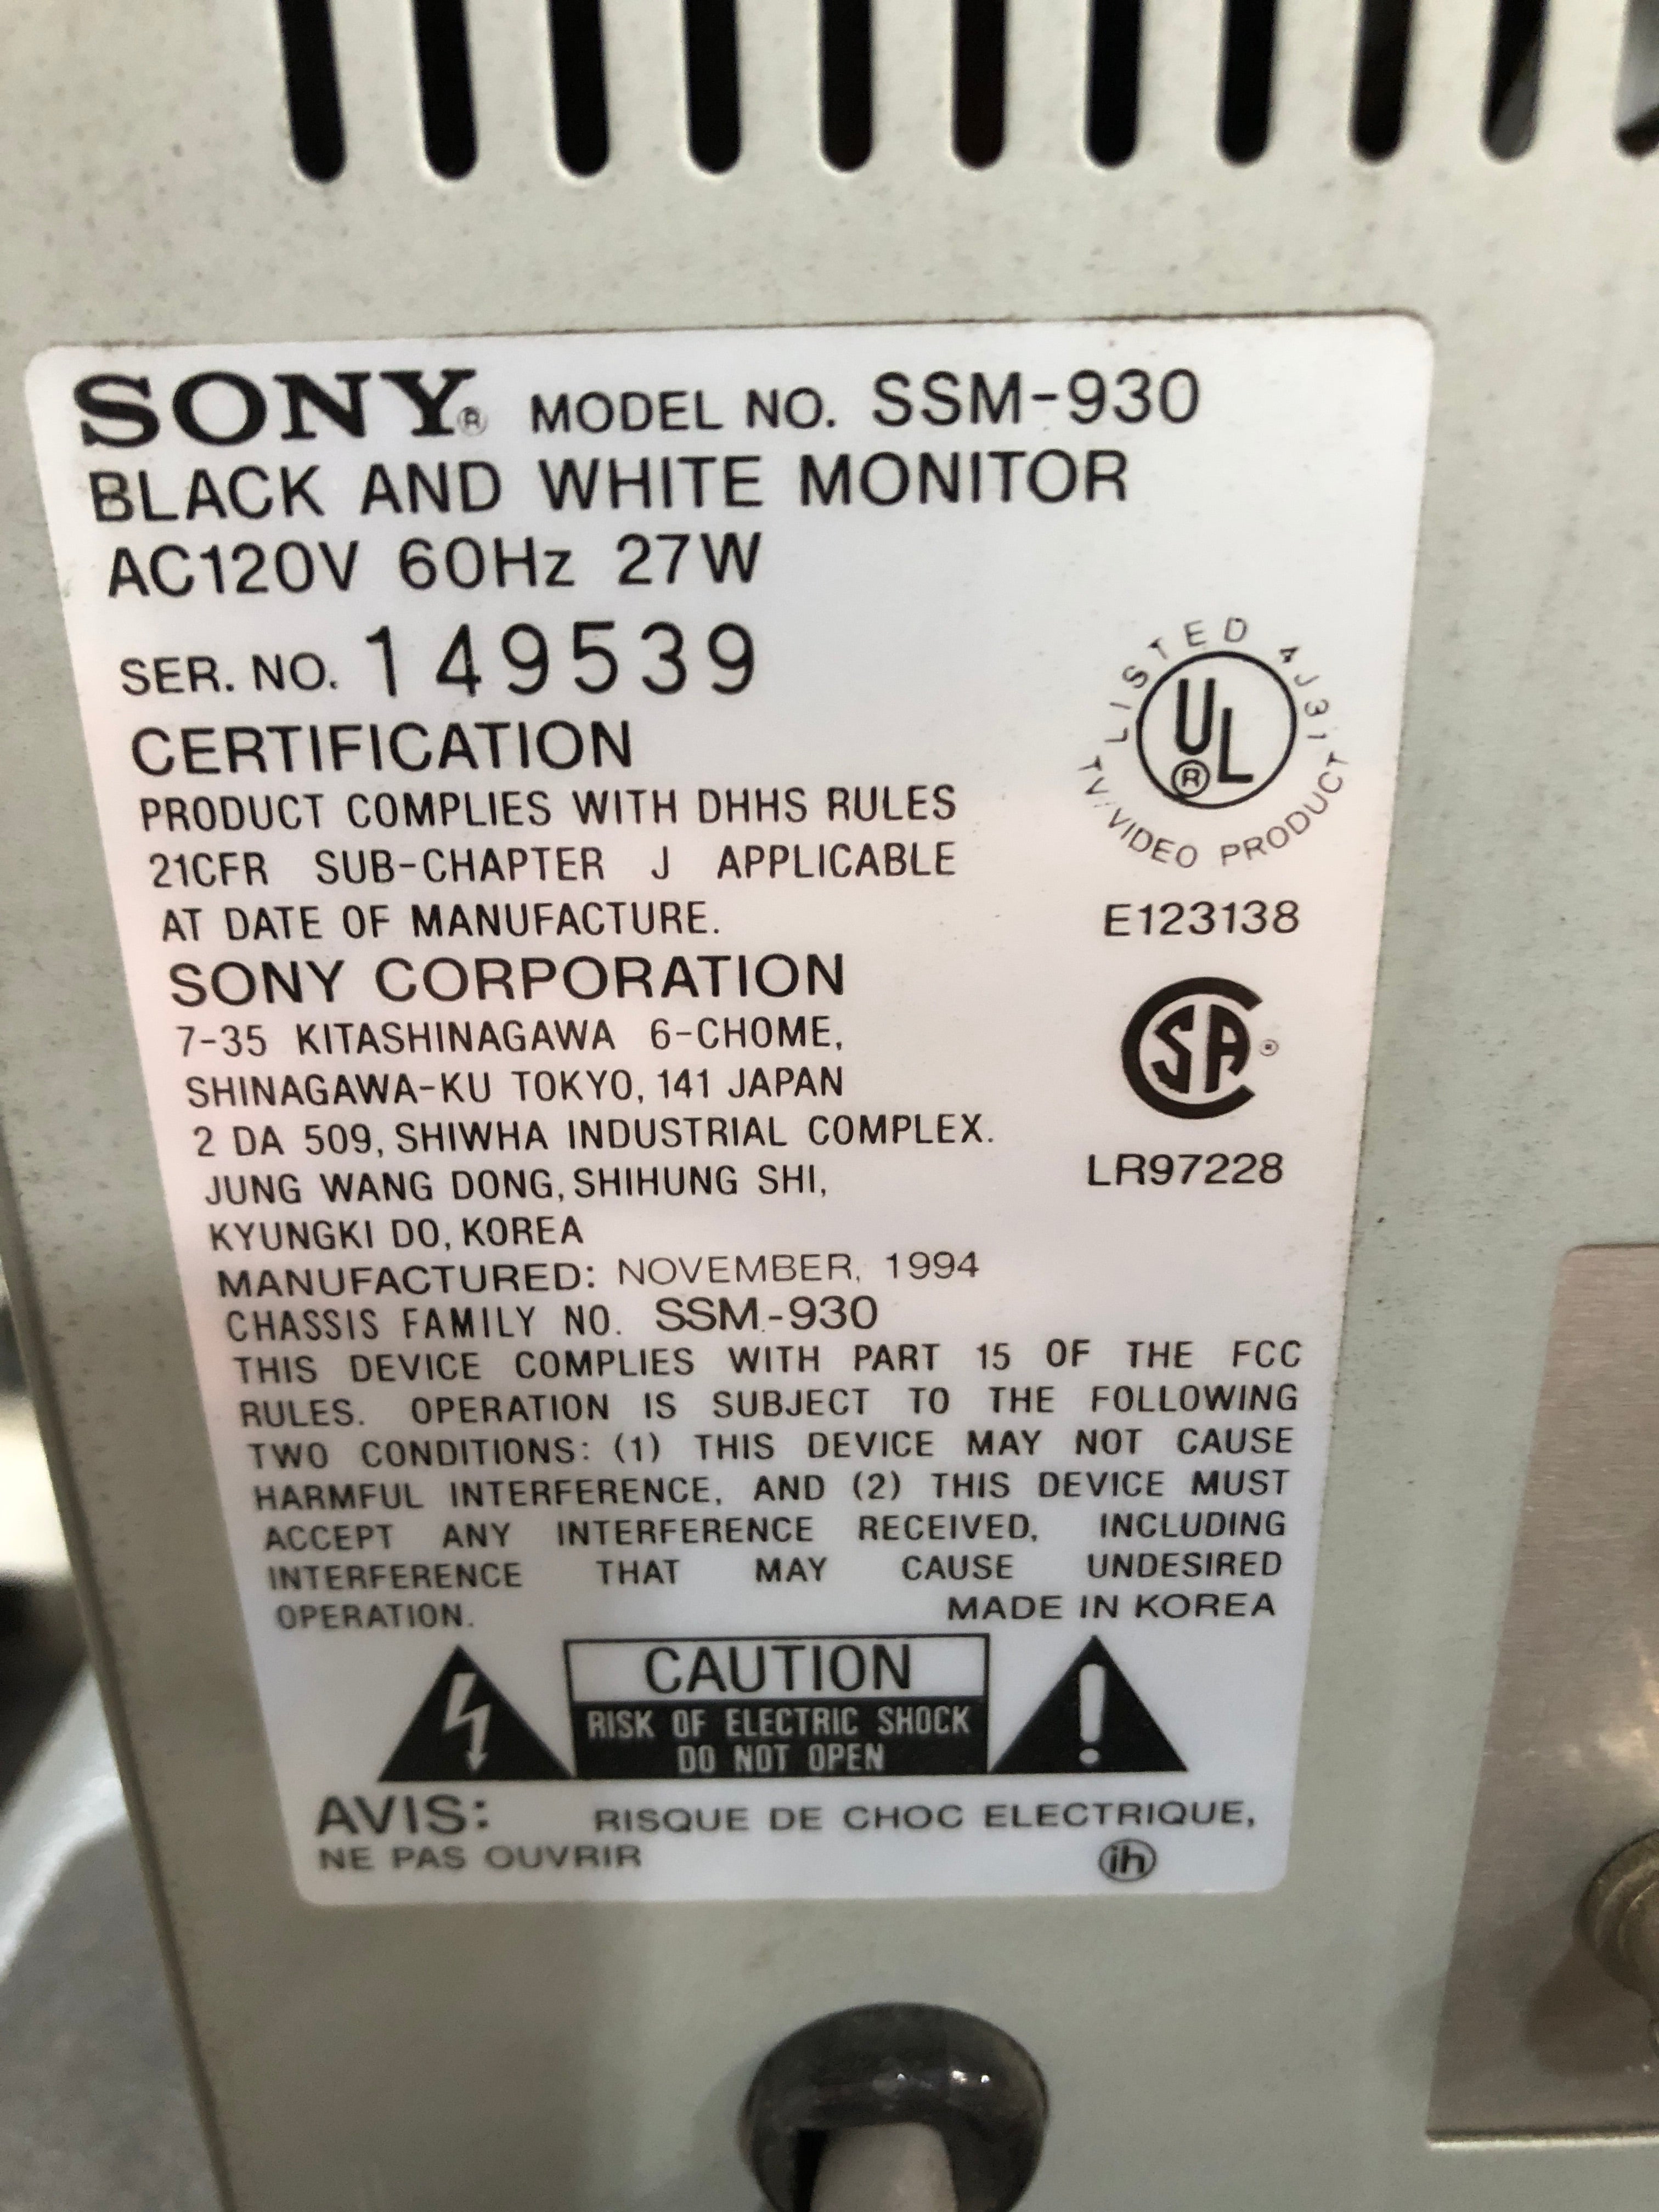 SONY® MODEL NO. SSM-930
BLACK AND WHITE MONITOR
AC120V 60Hz 27W
SER. NO. 149539
CERTIFICATION
PRODUCT COMPLIES WITH DHHS RULES
21CFR SUB-CHAPTER J APPLICABLE
AT DATE OF MANUFACTURE.
SONY CORPORATION
7-35 KITASHINAGAWA 6-CHOME,
SHINAGAWA-KU TOKYO, 141 JAPAN
2 DA 509, SHIWHA INDUSTRIAL COMPLEX.
JUNG WANG DONG, SHIHUNG SHI,
KYUNGKI DO, KOREA
MANUFACTURED: NOVEMBER, 1994
CHASSIS FAMILY NO. SSM-930
LISTED 4J31
UL®
TV/VIDEO PRODUCT
E123138
CSA®
LR97228
THIS DEVICE COMPLIES WITH PART 15 OF THE FCC
RULES. OPERATION IS SUBJECT TO THE FOLLOWING
TWO CONDITIONS: (1) THIS DEVICE MAY NOT CAUSE
HARMFUL INTERFERENCE, AND (2) THIS DEVICE MUST
ACCEPT ANY INTERFERENCE RECEIVED, INCLUDING
INTERFERENCE THAT MAY CAUSE UNDESIRED
OPERATION. MADE IN KOREA
CAUTION
RISK OF ELECTRIC SHOCK
DO NOT OPEN
AVIS: RISQUE DE CHOC ELECTRIQUE,
NE PAS OUVRIR ih